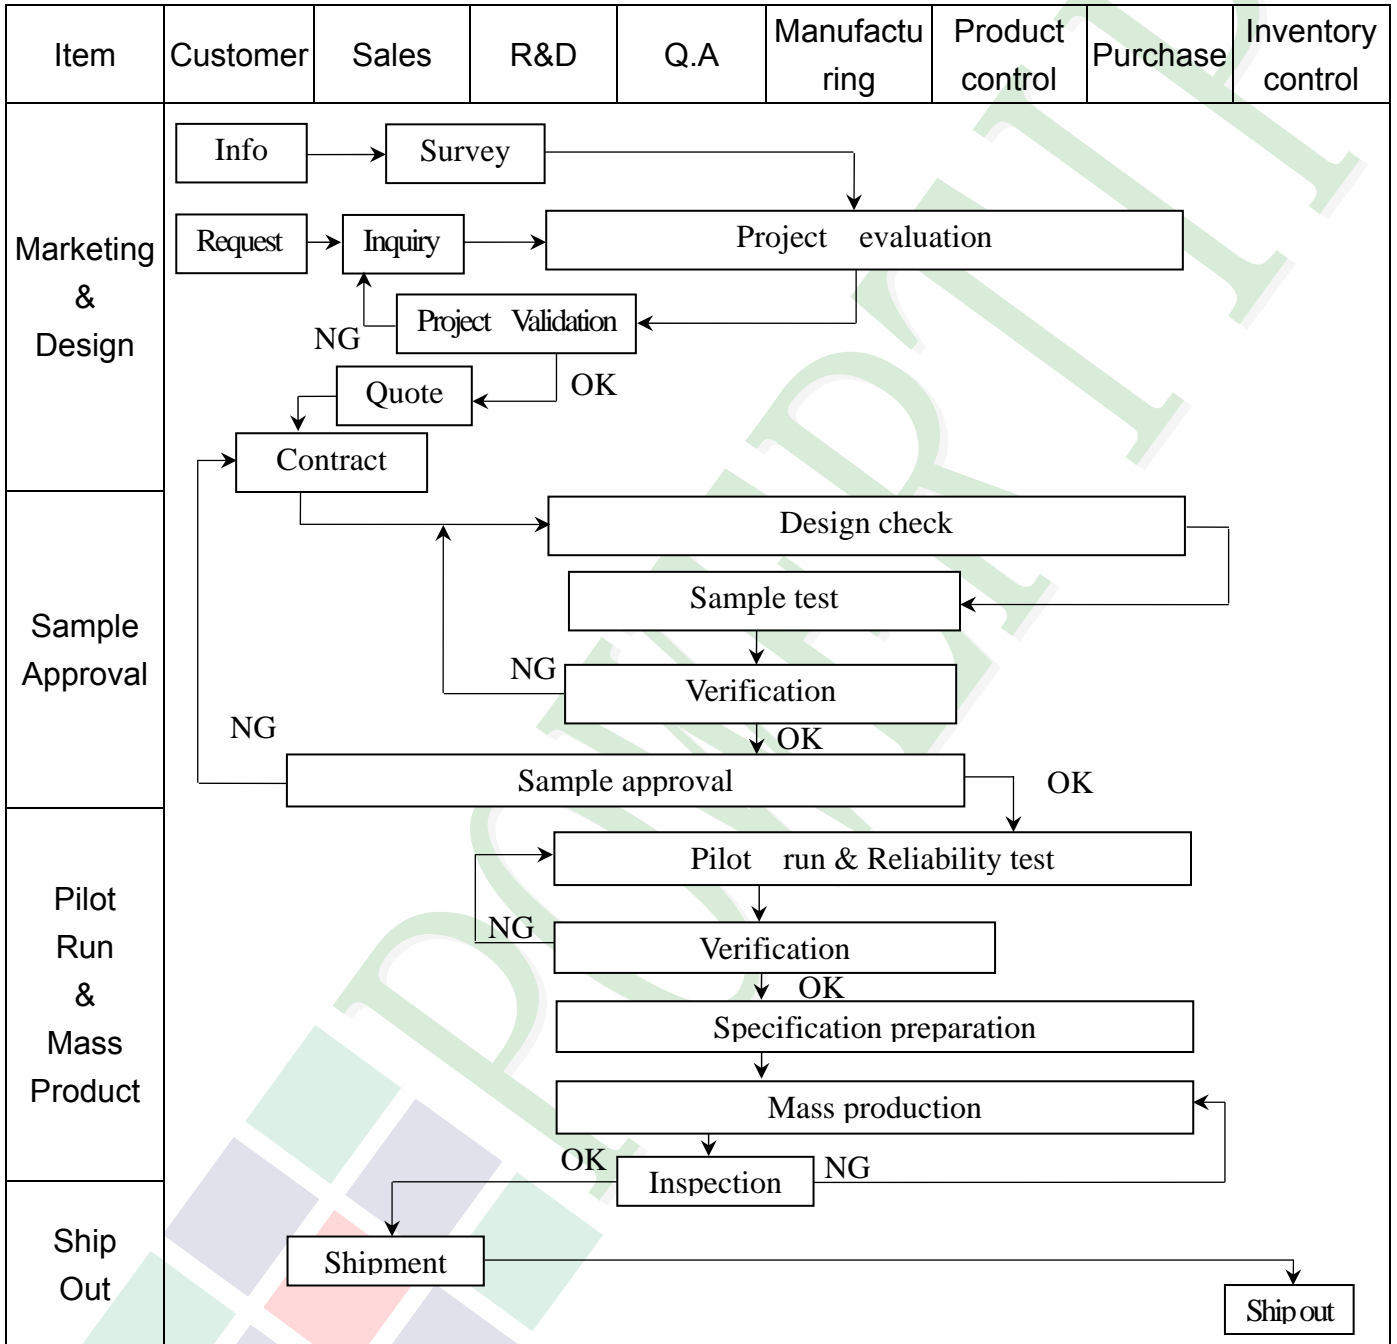 Item
Customer
Sales
R&D
Q.A
Manufactu
ring
Product
control
Purchase
Inventory
control
Marketing
&
Design
Info
Survey
Request
Inquiry
Project evaluation
Project Validation
NG
OK
Quote
Contract
Sample
Approval
Design check
Sample test
NG
Verification
NG
OK
Sample approval
OK
Pilot
Run
&
Mass
Product
Pilot run & Reliability test
NG
Verification
OK
Specification preparation
Mass production
OK
Inspection
NG
Ship
Out
Shipment
Ship out
POWERTIP